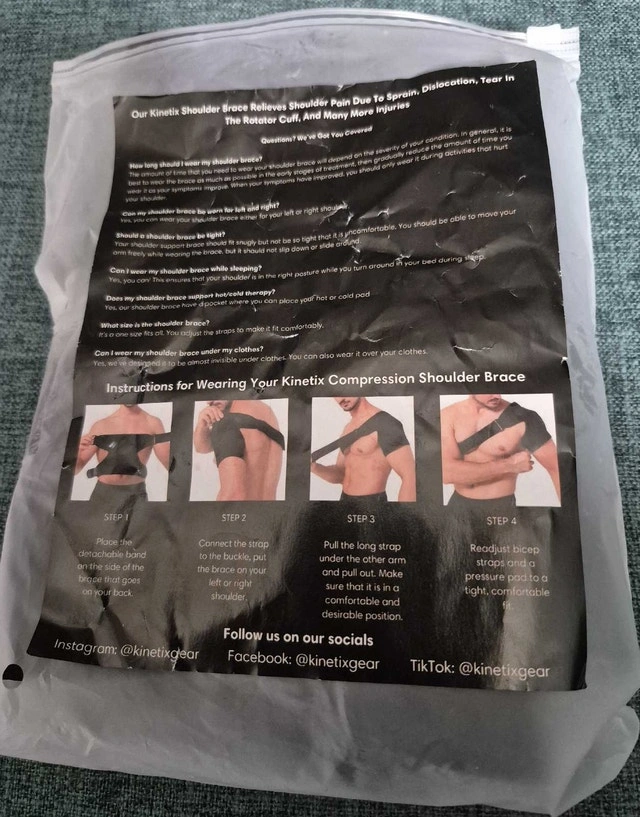 Our Kinetix Shoulder Brace Relieves Shoulder Pain Due To Sprain, Dislocation, Tear In
The Rotator Cuff, And Many More Injuries
Questions? We've Got You Covered
How long should I wear my shoulder brace?
The amount of time that you need to wear your shoulder brace will depend on the severity of your condition. In general, it is
best to wear the brace as much as possible in the early stages of treatment, then gradually reduce the amount of time you
wear it as your symptoms improve. When your symptoms have improved, you should only wear it during activities that hurt
your shoulder.
Can my shoulder brace be worn for left and right?
Yes, you can wear your shoulder brace either for your left or right shoulder.
Should a shoulder brace be tight?
Your shoulder support brace should fit snugly but not be so tight that it is uncomfortable. You should be able to move your
arm freely while wearing the brace, but it should not slip down or slide around.
Can I wear my shoulder brace while sleeping?
Yes, you can! This ensures that your shoulder is in the right posture while you turn around in your bed during sleep.
Does my shoulder brace support hot/cold therapy?
Yes, our shoulder brace have a pocket where you can place your hot or cold pad
What size is the shoulder brace?
It's a one size fits all. You adjust the straps to make it fit comfortably.
Can I wear my shoulder brace under my clothes?
Yes, we've designed it to be almost invisible under clothes. You can also wear it over your clothes.
Instructions for Wearing Your Kinetix Compression Shoulder Brace
STEP 1
Place the
detachable band
on the side of the
brace that goes
on your back.
STEP 2
Connect the strap
to the buckle, put
the brace on your
left or right
shoulder.
STEP 3
Pull the long strap
under the other arm
and pull out. Make
sure that it is in a
comfortable and
desirable position.
STEP 4
Readjust bicep
straps and a
pressure pad to a
tight, comfortable
fit.
Follow us on our socials
Instagram: @kinetixgear
Facebook: @kinetixgear
TikTok: @kinetixgear